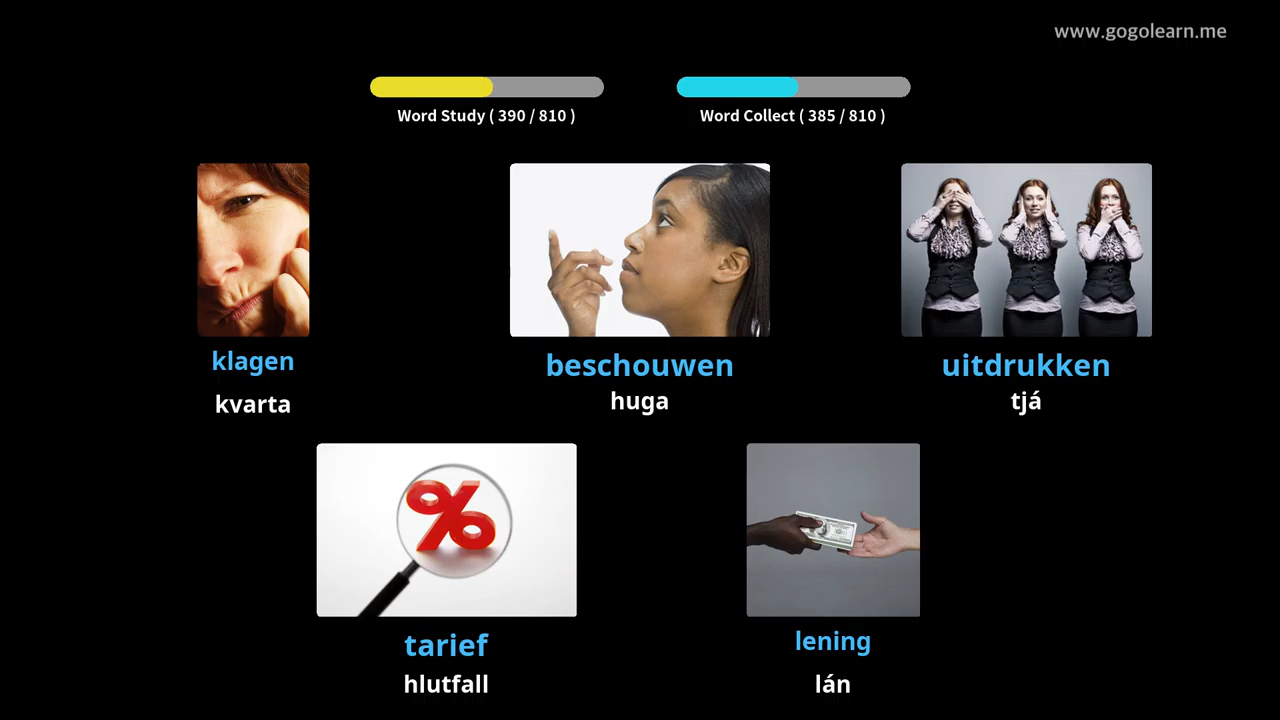 www.gogolearn.me
Word Study ( 390 / 810 )
Word Collect ( 385 / 810 )
klagen
kvarta
beschouwen
huga
uitdrukken
tjá
%
tarief
hlutfall
lening
lán